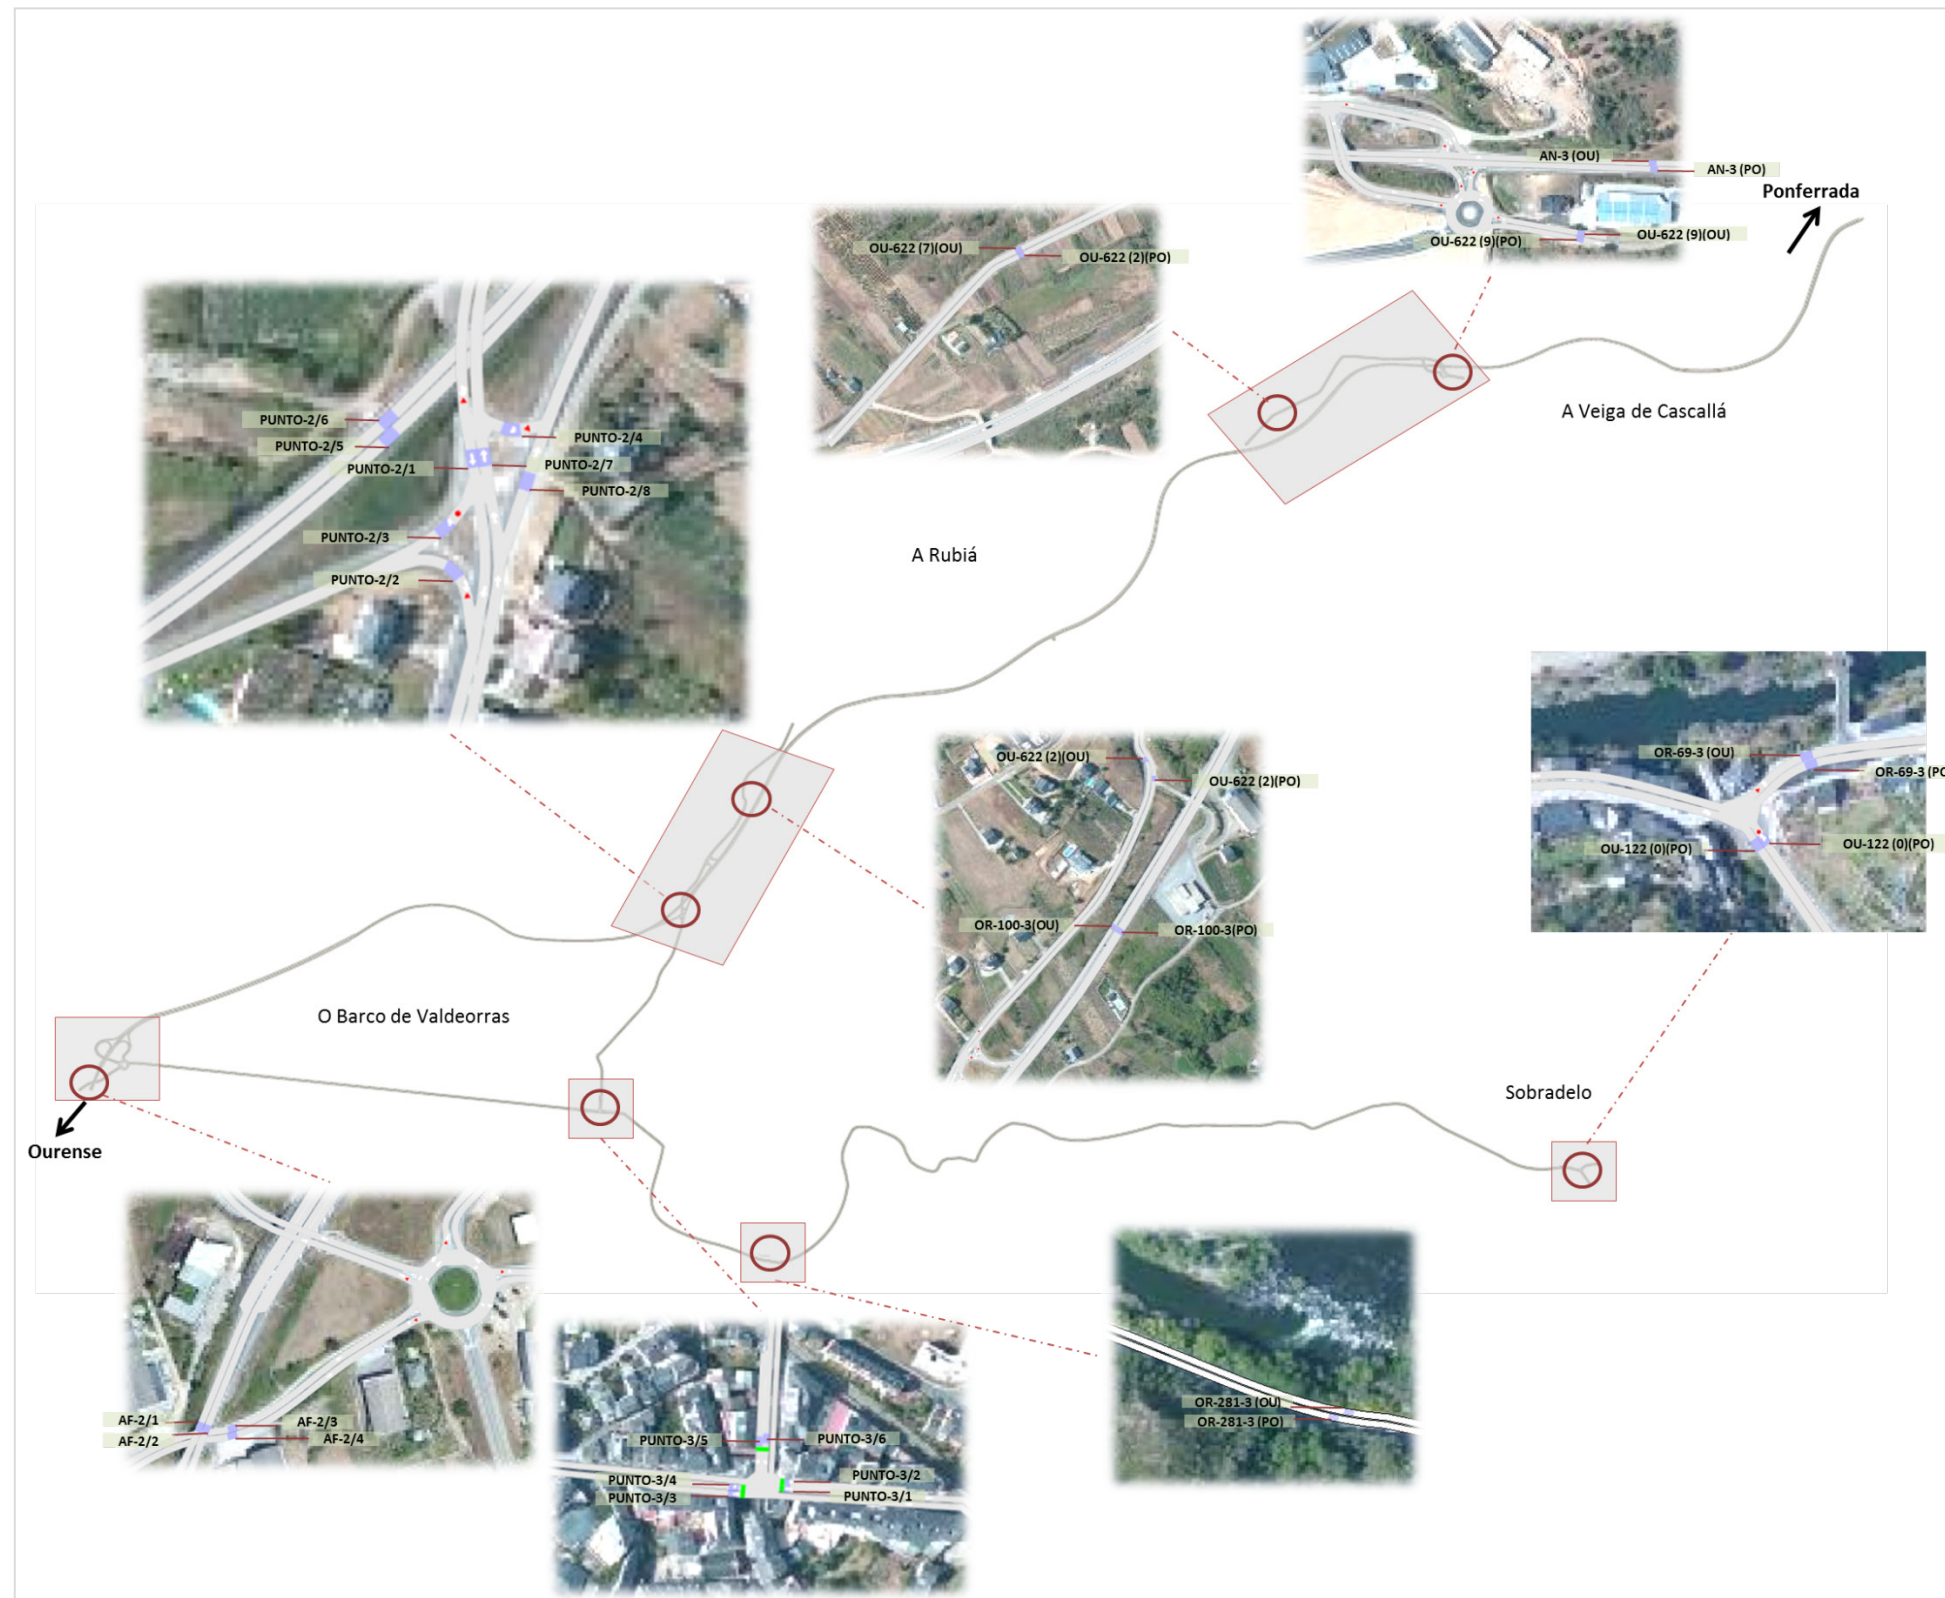 AN-3 (OU)
AN-3 (PO)
Ponferrada
OU-622 (9)(PO)
OU-622 (9)(OU)
OU-622 (7)(OU)
OU-622 (2)(PO)
PUNTO-2/6
PUNTO-2/5
PUNTO-2/1
PUNTO-2/4
PUNTO-2/7
PUNTO-2/8
PUNTO-2/3
PUNTO-2/2
A Veiga de Cascallá
A Rubiá
OU-622 (2)(OU)
OU-622 (2)(PO)
OR-100-3(OU)
OR-100-3(PO)
OR-69-3 (OU)
OR-69-3 (PO
OU-122 (0)(PO)
OU-122 (0)(PO)
O Barco de Valdeorras
Sobradelo
Ourense
AF-2/1
AF-2/2
AF-2/3
AF-2/4
PUNTO-3/5
PUNTO-3/6
PUNTO-3/4
PUNTO-3/3
PUNTO-3/2
PUNTO-3/1
OR-281-3 (OU)
OR-281-3 (PO)